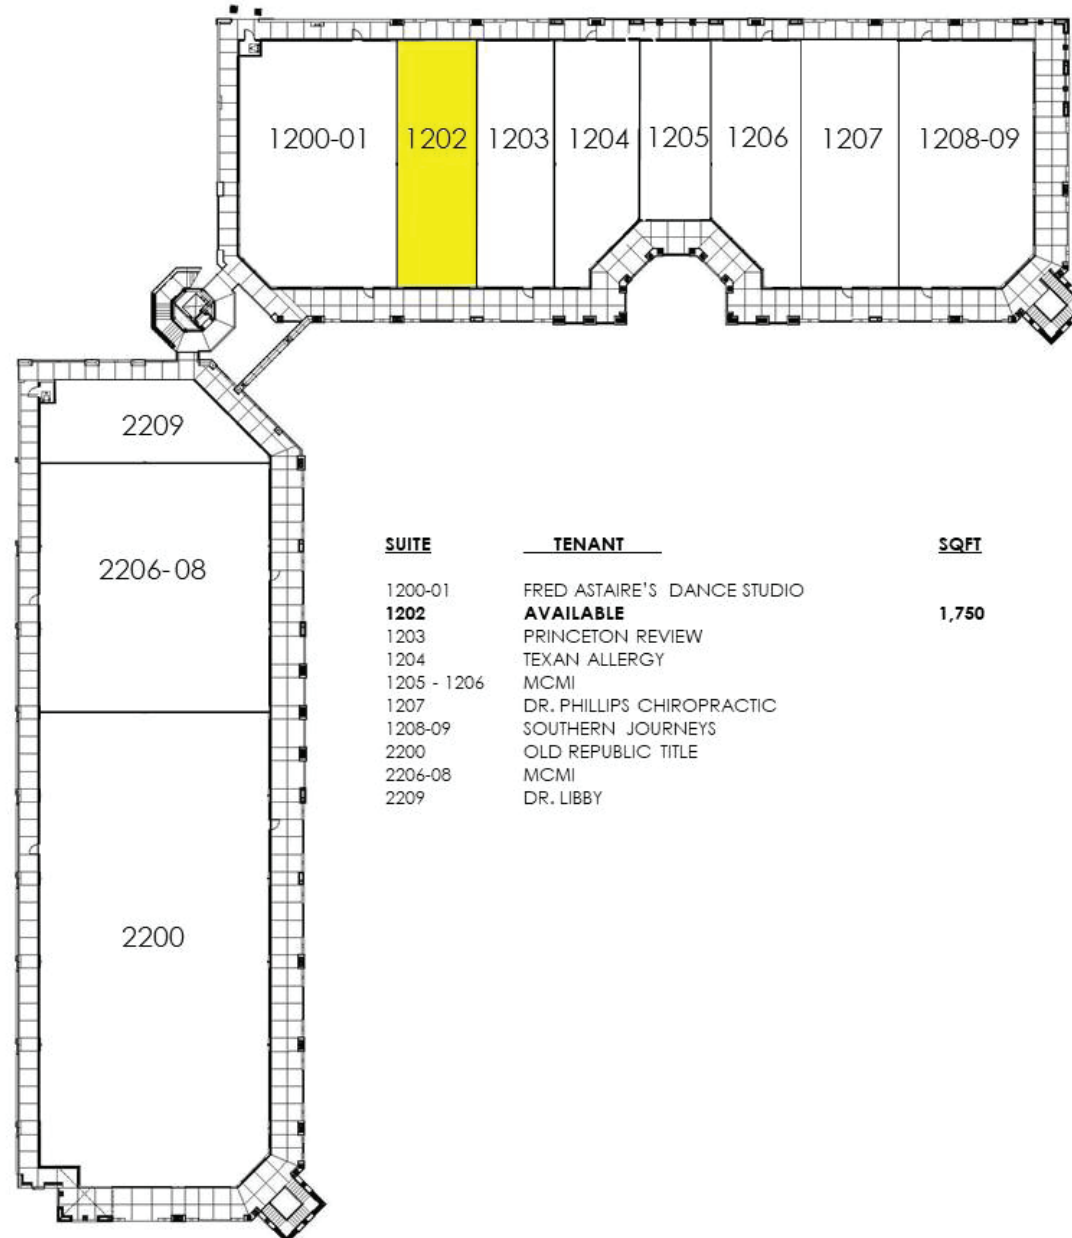 1200-01 1202 1203 1204 1205 1206 1207 1208-09
2209
2206-08
2200
SUITE TENANT SQFT
1200-01 FRED ASTAIRE'S DANCE STUDIO
1202 AVAILABLE 1,750
1203 PRINCETON REVIEW
1204 TEXAN ALLERGY
1205 - 1206 MCMI
1207 DR. PHILLIPS CHIROPRACTIC
1208-09 SOUTHERN JOURNEYS
2200 OLD REPUBLIC TITLE
2206-08 MCMI
2209 DR. LIBBY